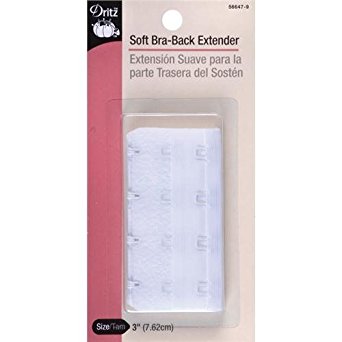 Dritz
56647-9
Soft Bra-Back Extender
Extensión Suave para la
parte Trasera del Sostén
Size/Tam 3" (7.62cm)